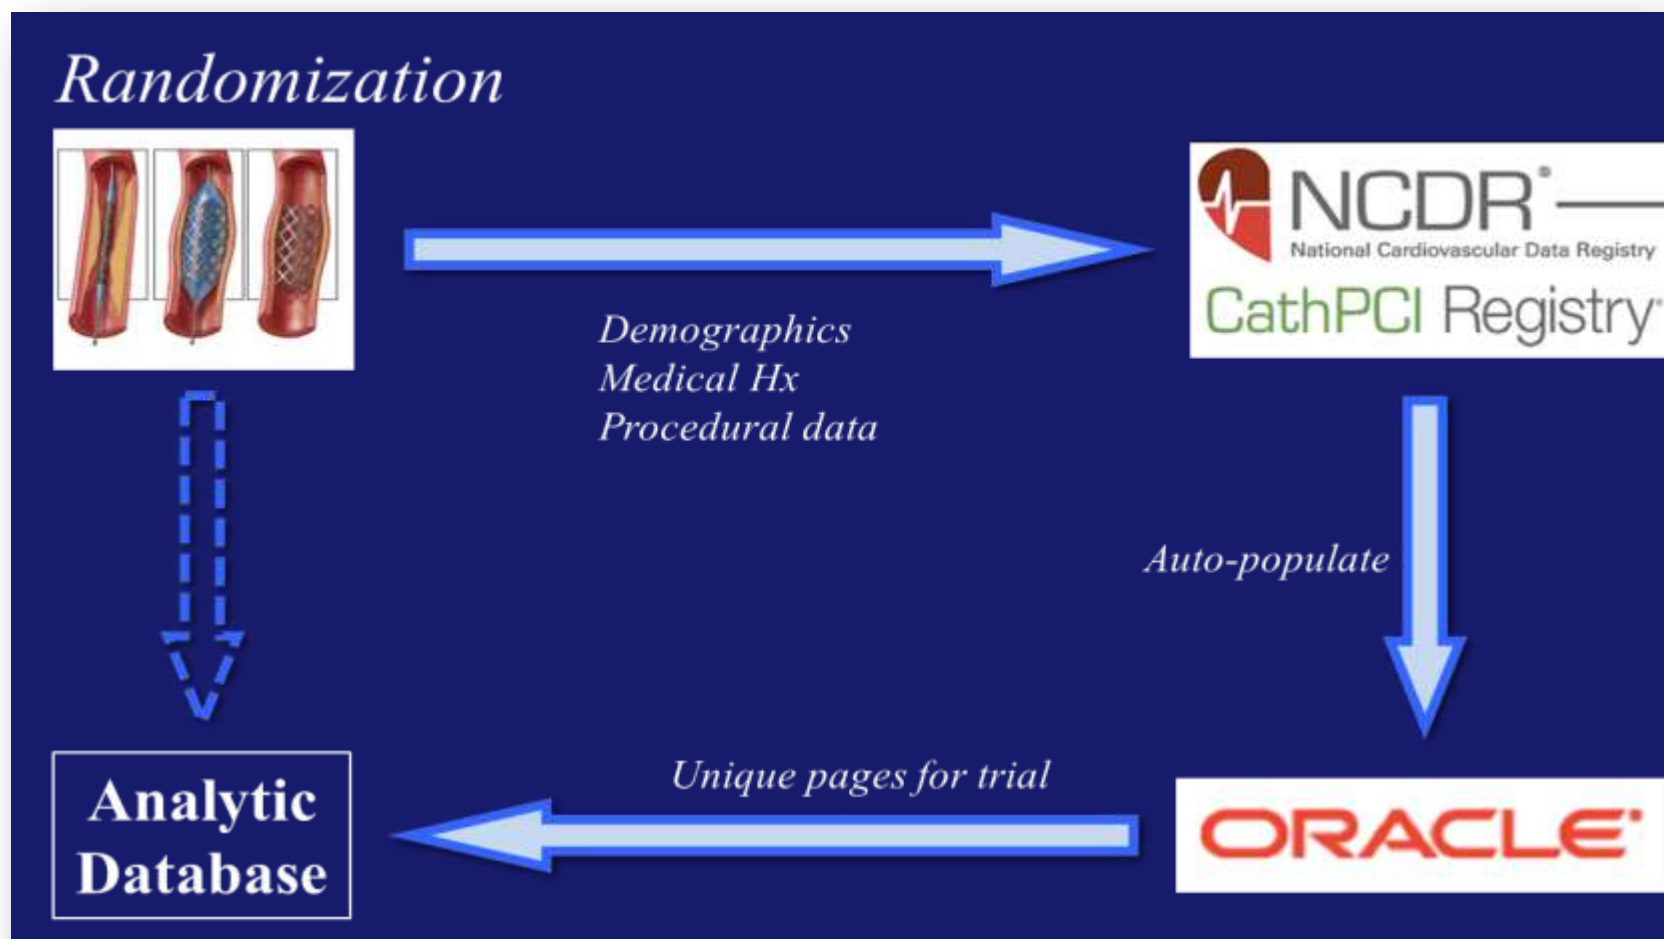 Randomization
NCDR®
National Cardiovascular Data Registry
CathPCI Registry®
Demographics
Medical Hx
Procedural data
Auto-populate
Unique pages for trial
Analytic
Database
ORACLE®